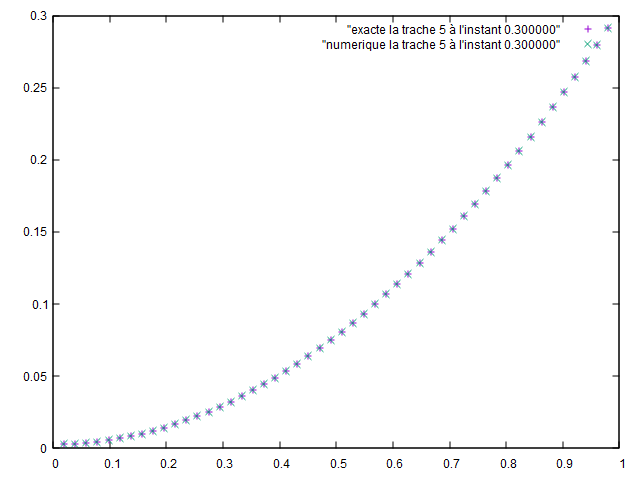 0.3
"exacte la trache 5 à l'instant 0.300000"
"numerique la trache 5 à l'instant 0.300000"
0.25
0.2
0.15
0.1
0.05
0
0 0.1 0.2 0.3 0.4 0.5 0.6 0.7 0.8 0.9 1